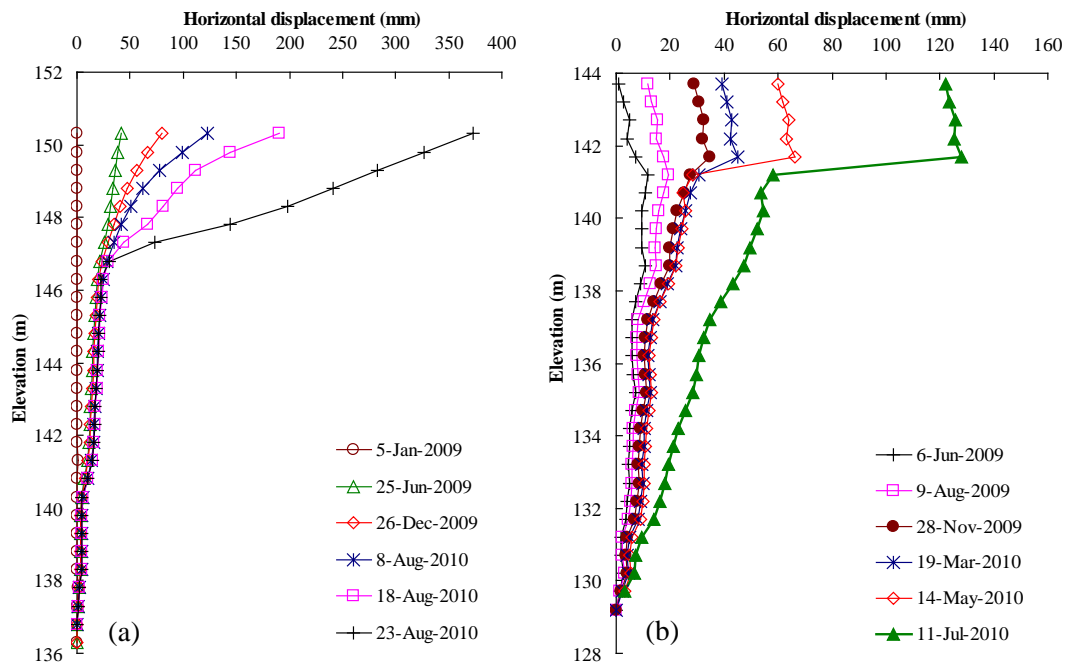 Horizontal displacement (mm)
0 50 100 150 200 250 300 350 400
152
150
148
146
144
142
140
138
136
Elevation (m)
5-Jan-2009
25-Jun-2009
26-Dec-2009
8-Aug-2010
18-Aug-2010
23-Aug-2010
(a)
Horizontal displacement (mm)
0 20 40 60 80 100 120 140 160
144
142
140
138
136
134
132
130
128
Elevation (m)
6-Jun-2009
9-Aug-2009
28-Nov-2009
19-Mar-2010
14-May-2010
11-Jul-2010
(b)